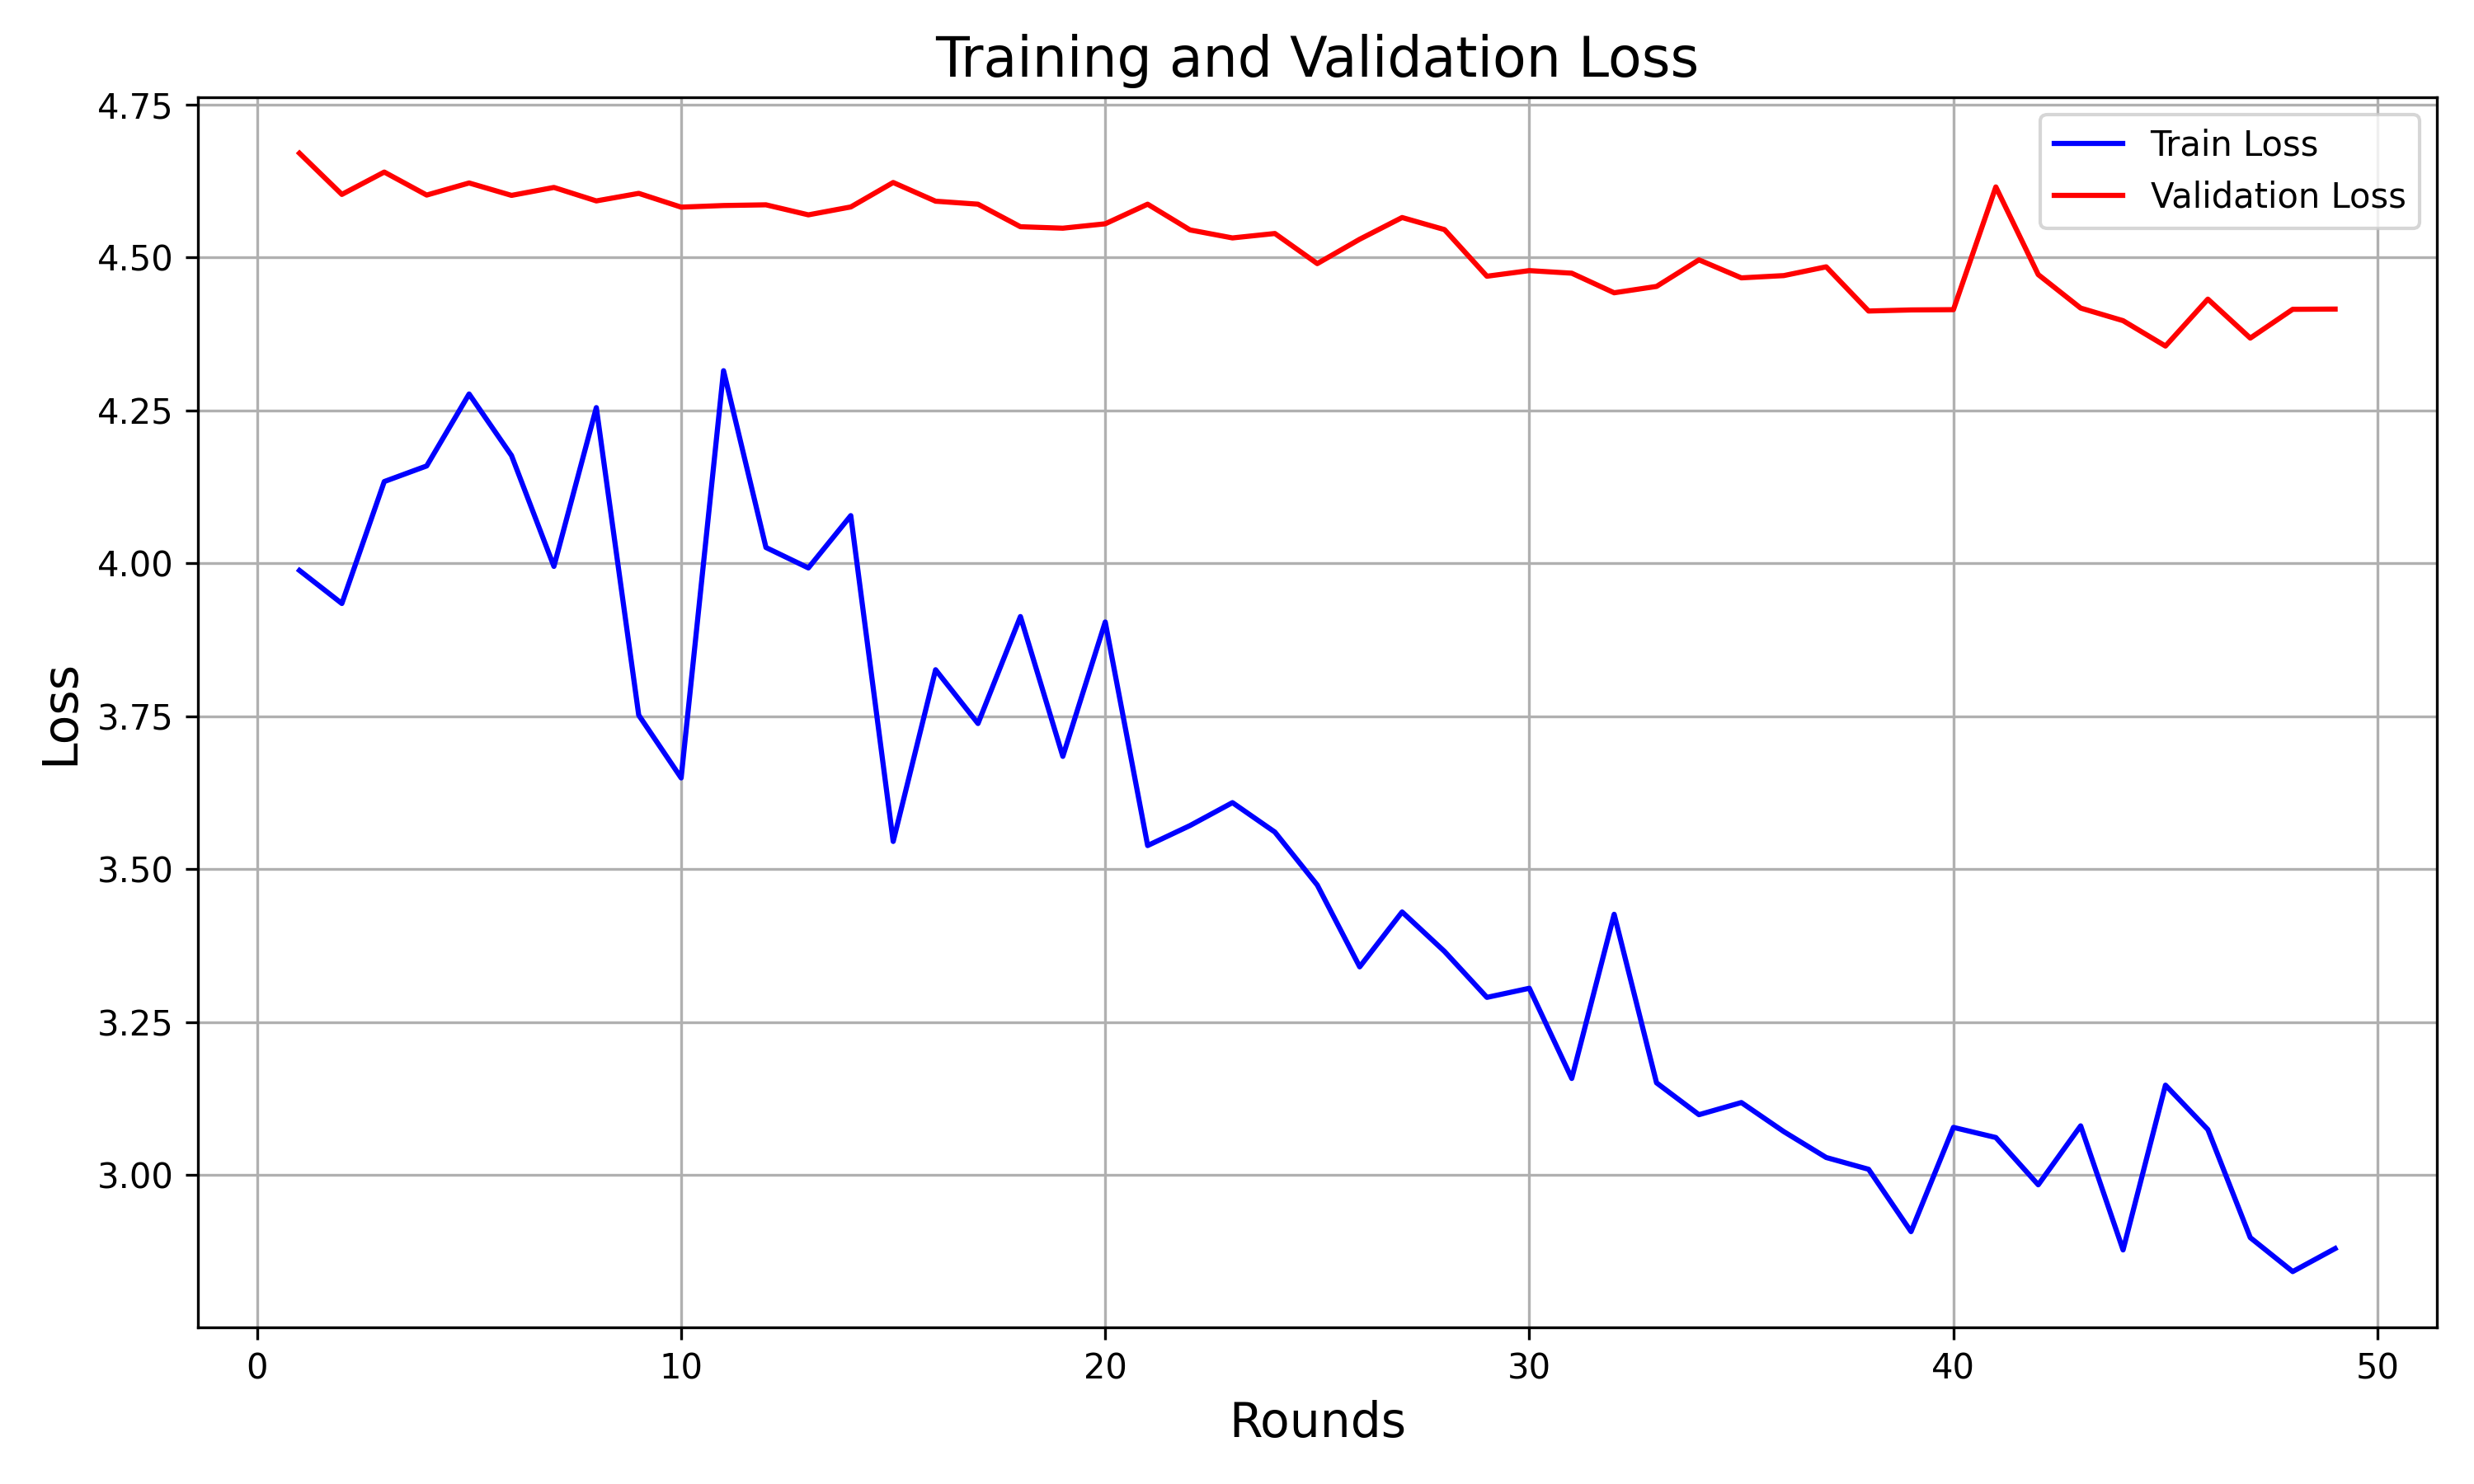 Training and Validation Loss
Train Loss
Validation Loss
4.75
4.50
4.25
4.00
3.75
3.50
3.25
3.00
Loss
0 10 20 30 40 50
Rounds